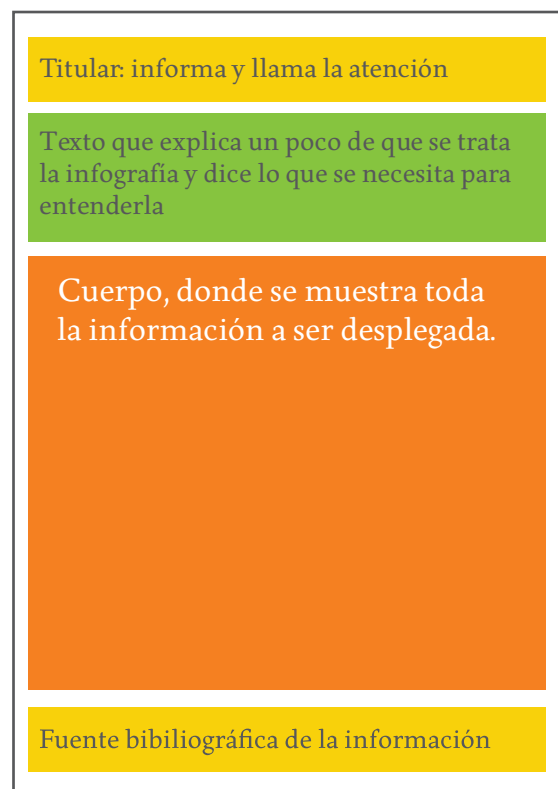 Titular: informa y llama la atención
Texto que explica un poco de que se trata
la infografía y dice lo que se necesita para
entenderla
Cuerpo, donde se muestra toda
la información a ser desplegada.
Fuente bibiliográfica de la información